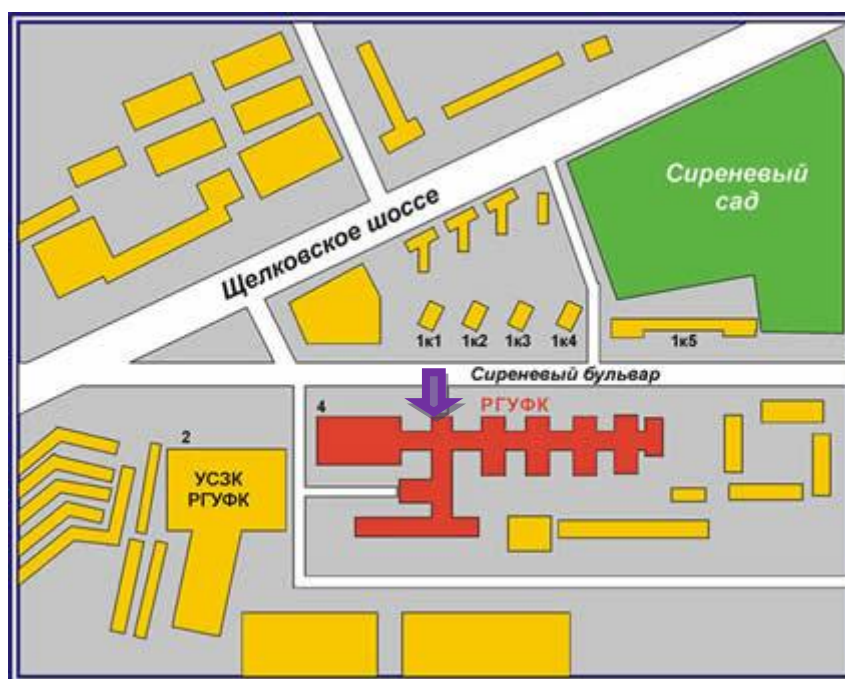 Сиреневый
сад
Щелковское шоссе
1к1
1к2
1к3
1к4
1к5
Сиреневый бульвар
4
РГУФК
2
УСЗК
РГУФК